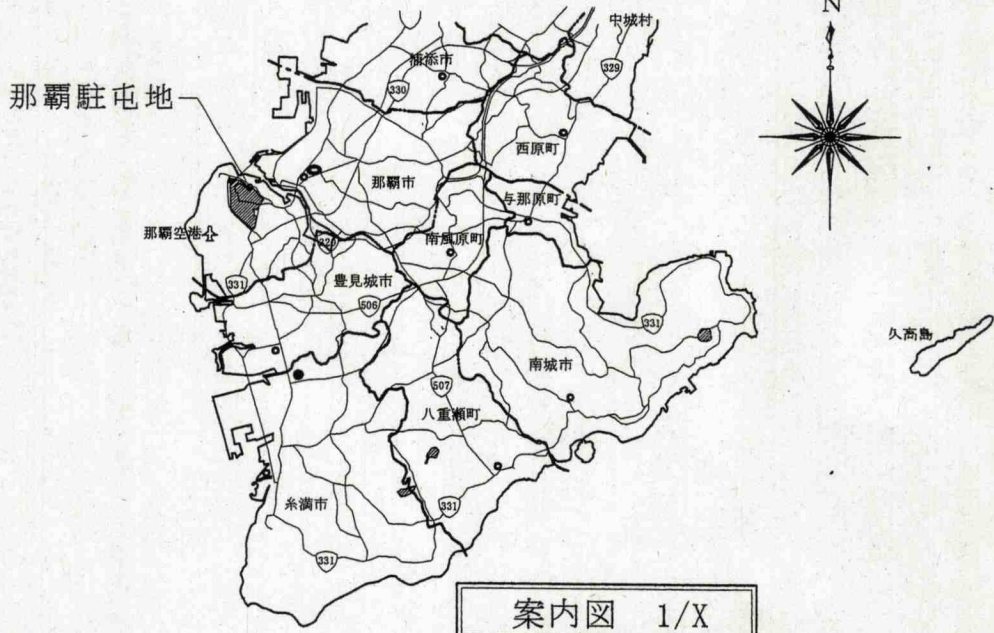 N
中城村
浦添市
329
330
那覇駐屯地
西原町
那覇市
与那原町
那覇空港
南風原町
329
331
豊見城市
506
331
久高島
南城市
507
八重瀬町
331
糸満市
331
案内図 1/X